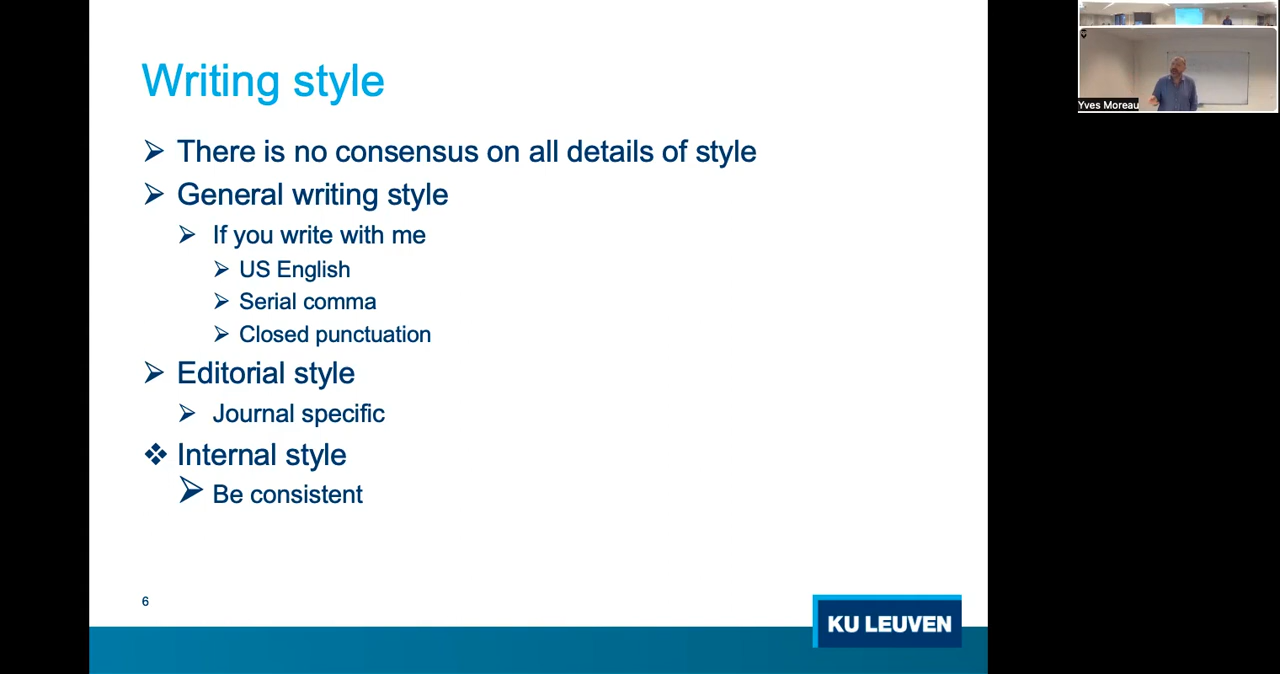 Writing style
There is no consensus on all details of style
General writing style
If you write with me
US English
Serial comma
Closed punctuation
Editorial style
Journal specific
Internal style
Be consistent
6
KU LEUVEN
Yves Moreau